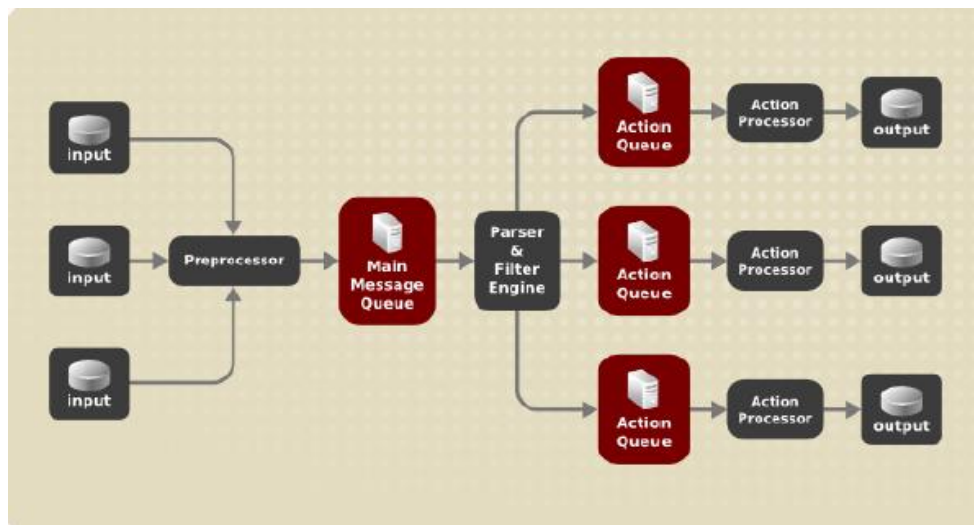 input
input
input
Preprocessor
Main
Message
Queue
Parser
&
Filter
Engine
Action
Queue
Action
Processor
output
Action
Queue
Action
Processor
output
Action
Queue
Action
Processor
output